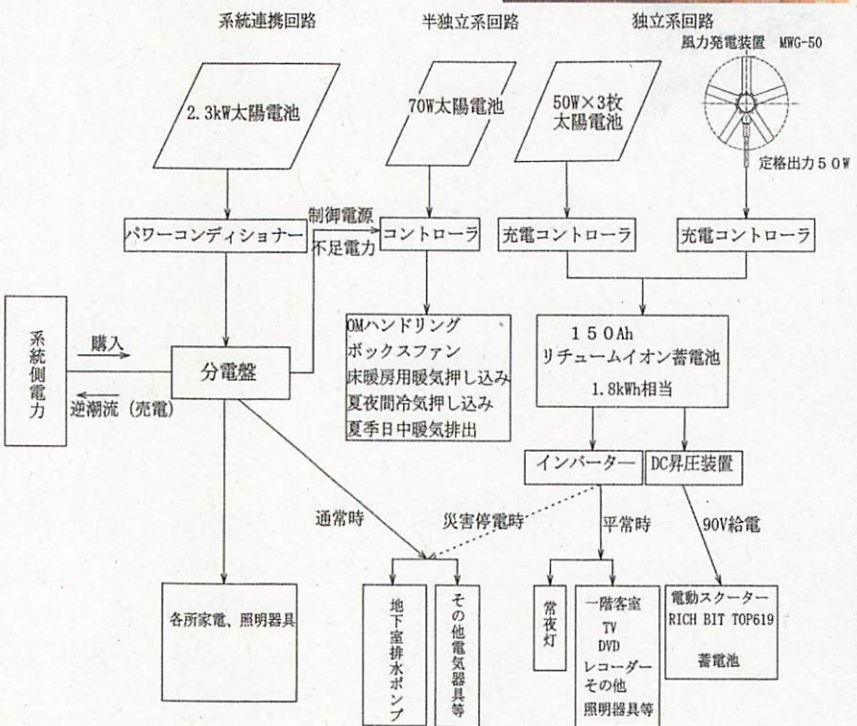 系統連携回路
半独立系回路
独立系回路
風力発電装置 MWG-50
2.3kW太陽電池
70W太陽電池
50W×3枚
太陽電池
定格出力50W
パワーコンディショナー
制御電源
不足電力
コントローラ
充電コントローラ
充電コントローラ
系統側電力
購入
逆潮流(売電)
分電盤
OMハンドリング
ボックスファン
床暖房用暖気押し込み
夏夜間冷気押し込み
夏季日中暖気排出
150Ah
リチュームイオン蓄電池
1.8kWh相当
インバーター
DC昇圧装置
通常時
災害停電時
平常時
90V給電
各所家電、照明器具
地下室排水ポンプ
その他電気器具等
常夜灯
一階客室
TV
DVD
レコーダー
その他
照明器具等
電動スクーター
RICH BIT TOP619
蓄電池